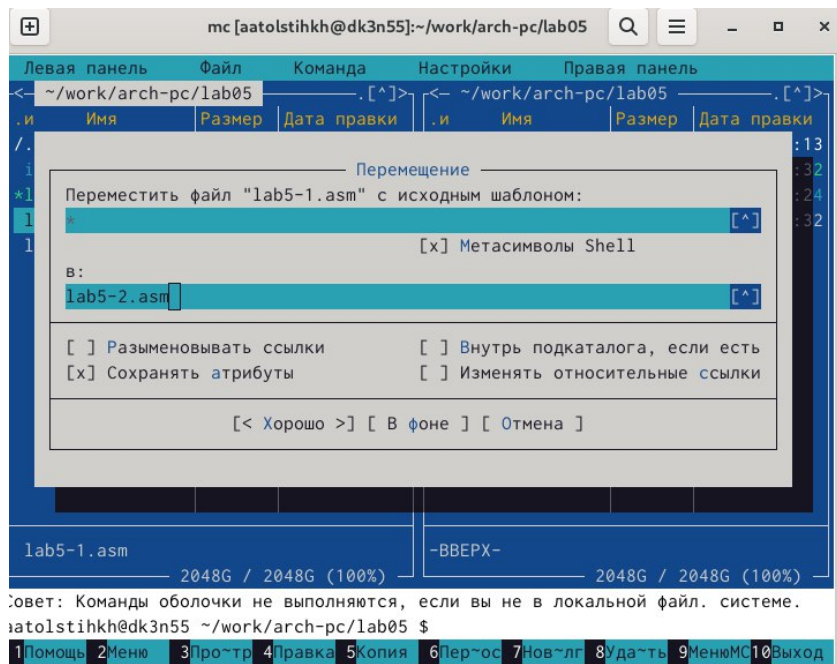 mc [aatolstihkh@dk3n55]:~/work/arch-pc/lab05
Левая панель Файл Команда Настройки Правая панель
<— ~/work/arch-pc/lab05 ——.[^]> <— ~/work/arch-pc/lab05 ——.[^]>
.и Имя Размер Дата правки .и Имя Размер Дата правки
/. :13
i Перемещение :32
*l Переместить файл "lab5-1.asm" с исходным шаблоном: :24
l * [^] :32
l [x] Метасимволы Shell
в:
lab5-2.asm [^]
[ ] Разыменовывать ссылки [ ] Внутрь подкаталога, если есть
[x] Сохранять атрибуты [ ] Изменять относительные ссылки
[< Хорошо >] [ В фоне ] [ Отмена ]
lab5-1.asm -ВВЕРХ-
2048G / 2048G (100%) 2048G / 2048G (100%)
Совет: Команды оболочки не выполняются, если вы не в локальной файл. системе.
aatolstihkh@dk3n55 ~/work/arch-pc/lab05 $
1Помощь 2Меню 3Про~тр 4Правка 5Копия 6Пер~ос 7Нов~лг 8Уда~ть 9МенюMC 10Выход